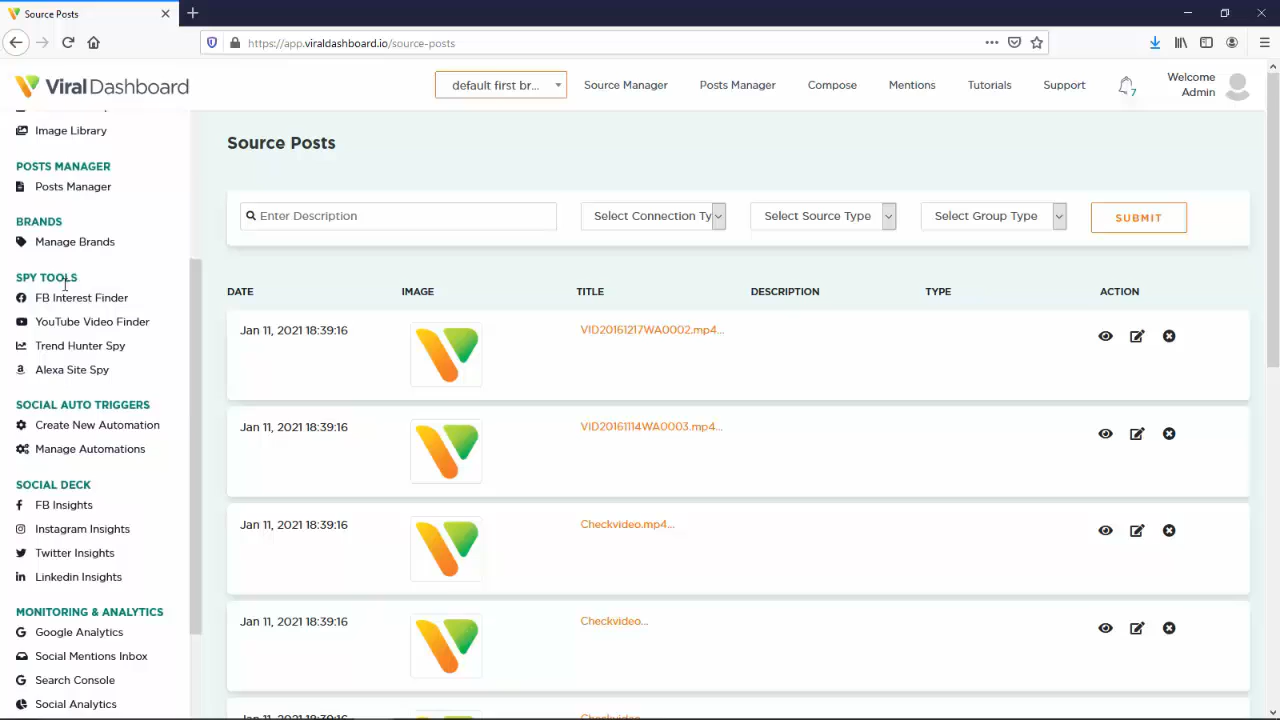 Source Posts
https://app.viraldashboard.io/source-posts
ViralDashboard
default first br...
Source Manager
Posts Manager
Compose
Mentions
Tutorials
Support
7
Welcome
Admin
Image Library
POSTS MANAGER
Posts Manager
BRANDS
Manage Brands
SPY TOOLS
FB Interest Finder
YouTube Video Finder
Trend Hunter Spy
Alexa Site Spy
SOCIAL AUTO TRIGGERS
Create New Automation
Manage Automations
SOCIAL DECK
FB Insights
Instagram Insights
Twitter Insights
Linkedin Insights
MONITORING & ANALYTICS
Google Analytics
Social Mentions Inbox
Search Console
Social Analytics
Source Posts
Enter Description
Select Connection Ty
Select Source Type
Select Group Type
SUBMIT
DATE IMAGE TITLE DESCRIPTION TYPE ACTION
Jan 11, 2021 18:39:16 VID20161217WA0002.mp4...
Jan 11, 2021 18:39:16 VID20161114WA0003.mp4...
Jan 11, 2021 18:39:16 Checkvideo.mp4...
Jan 11, 2021 18:39:16 Checkvideo...